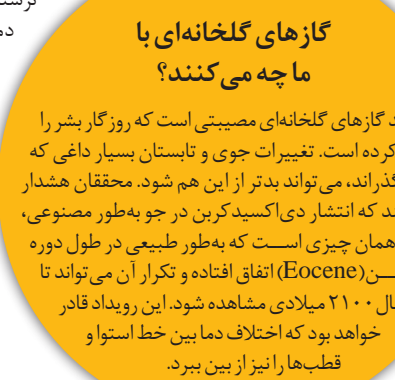 گازهای گلخانه‌ای با
ما چه می‌کنند؟
گازهای گلخانه‌ای مصیبتی است که روزگار بشر را
کرده است. تغییرات جوی و تابستان بسیار داغی که
می‌تواند بدتر از این هم شود. محققان هشدار
که انتشار دی‌اکسیدکربن در جو به‌طور مصنوعی،
همان چیزی است که به‌طور طبیعی در طول دوره
(Eocene) اتفاق افتاده و تکرار آن می‌تواند تا
۲۱۰۰ میلادی مشاهده شود. این رویداد قادر
خواهد بود که اختلاف دما بین خط استوا و
قطب‌ها را نیز از بین ببرد.